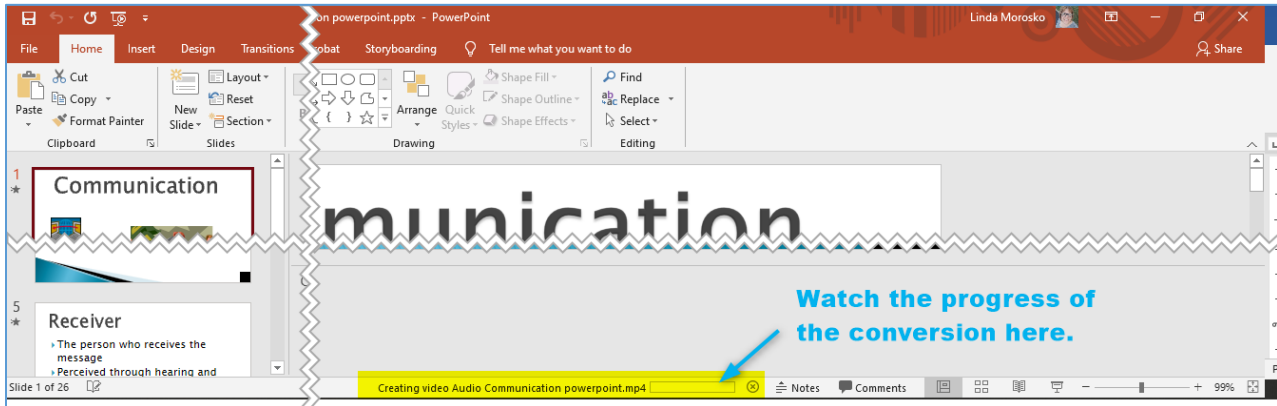 on powerpoint.pptx - PowerPoint
Linda Morosko
File Home Insert Design Transitions
Acrobat Storyboarding Tell me what you want to do
Share
Cut
Copy
Format Painter
Paste
Clipboard
New
Slide
Layout
Reset
Section
Slides
Arrange
Quick
Styles
Shape Fill
Shape Outline
Shape Effects
Drawing
Find
Replace
Select
Editing
1
Communication
munication
5
Receiver
The person who receives the
message
Perceived through hearing and
Watch the progress of
the conversion here.
Slide 1 of 26
Creating video Audio Communication powerpoint.mp4
Notes
Comments
99%